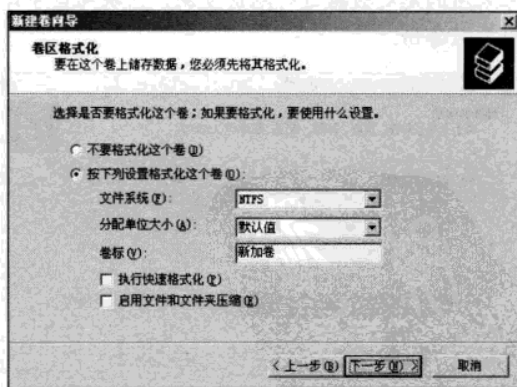 新建卷向导
卷区格式化
要在这个卷上储存数据，您必须先将其格式化。
选择是否要格式化这个卷；如果要格式化，要使用什么设置。
不要格式化这个卷(D)
按下列设置格式化这个卷(O):
文件系统(F): NTFS
分配单位大小(A): 默认值
卷标(V): 新加卷
执行快速格式化(P)
启用文件和文件夹压缩(E)
< 上一步(B) 下一步(N) > 取消